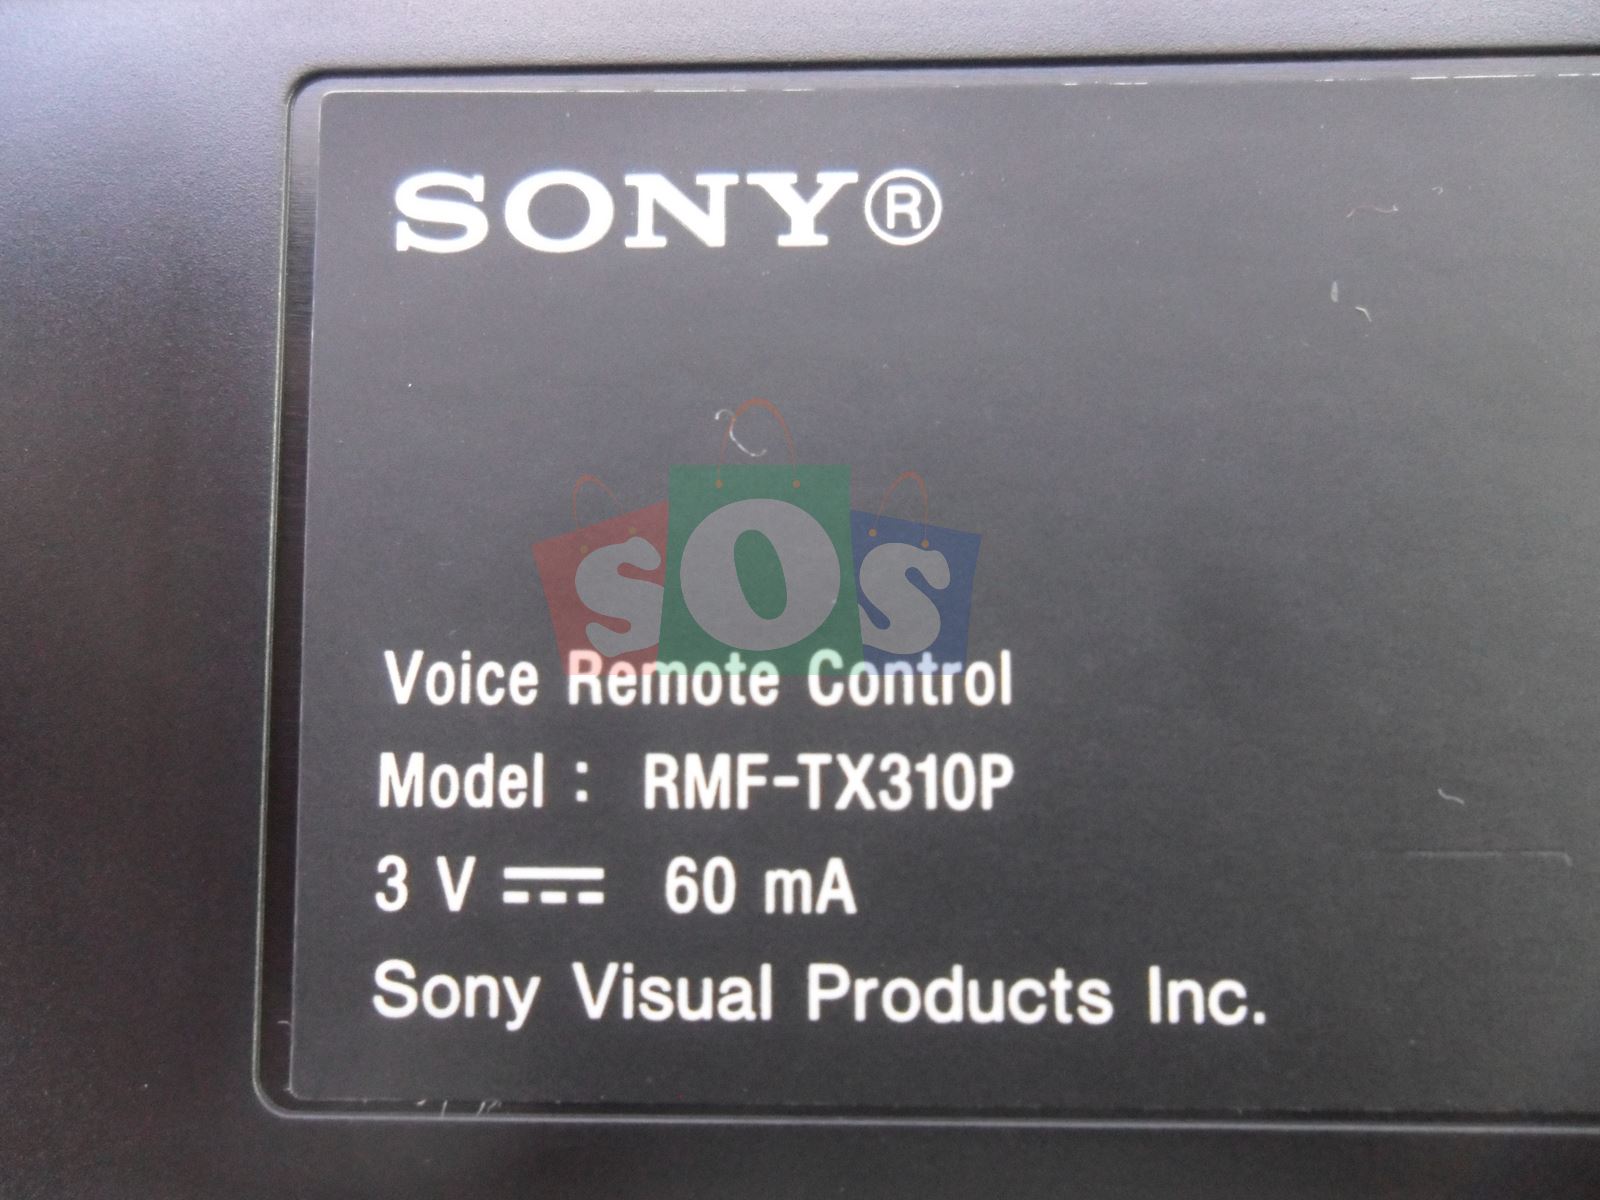 SONY®
sOs
Voice Remote Control
Model : RMF-TX310P
3 V ⎓ 60 mA
Sony Visual Products Inc.